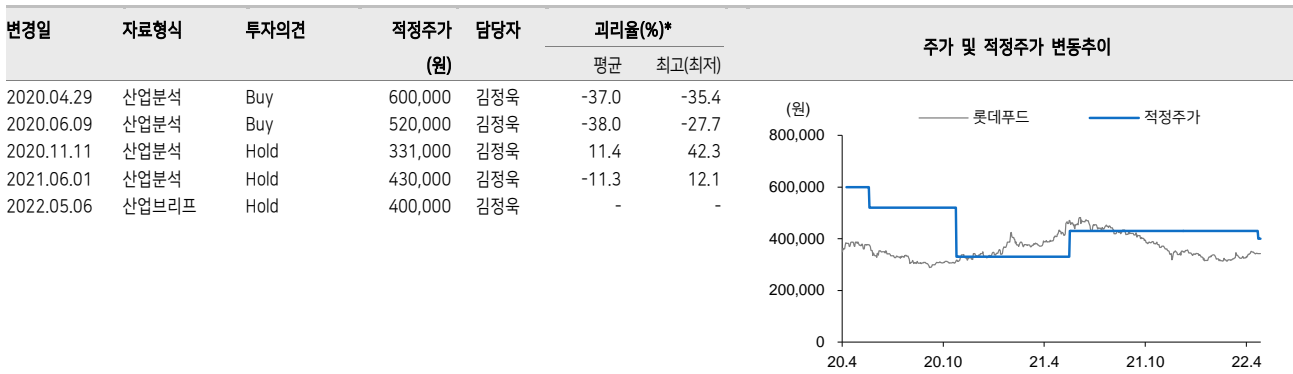 변경일 자료형식 투자의견 적정주가 담당자 괴리율(%)* 주가 및 적정주가 변동추이
(원) 평균 최고(최저)
2020.04.29 산업분석 Buy 600,000 김정욱 -37.0 -35.4
2020.06.09 산업분석 Buy 520,000 김정욱 -38.0 -27.7
2020.11.11 산업분석 Hold 331,000 김정욱 11.4 42.3
2021.06.01 산업분석 Hold 430,000 김정욱 -11.3 12.1
2022.05.06 산업브리프 Hold 400,000 김정욱 - -
(원) 롯데푸드 적정주가
800,000
600,000
400,000
200,000
0
20.4 20.10 21.4 21.10 22.4